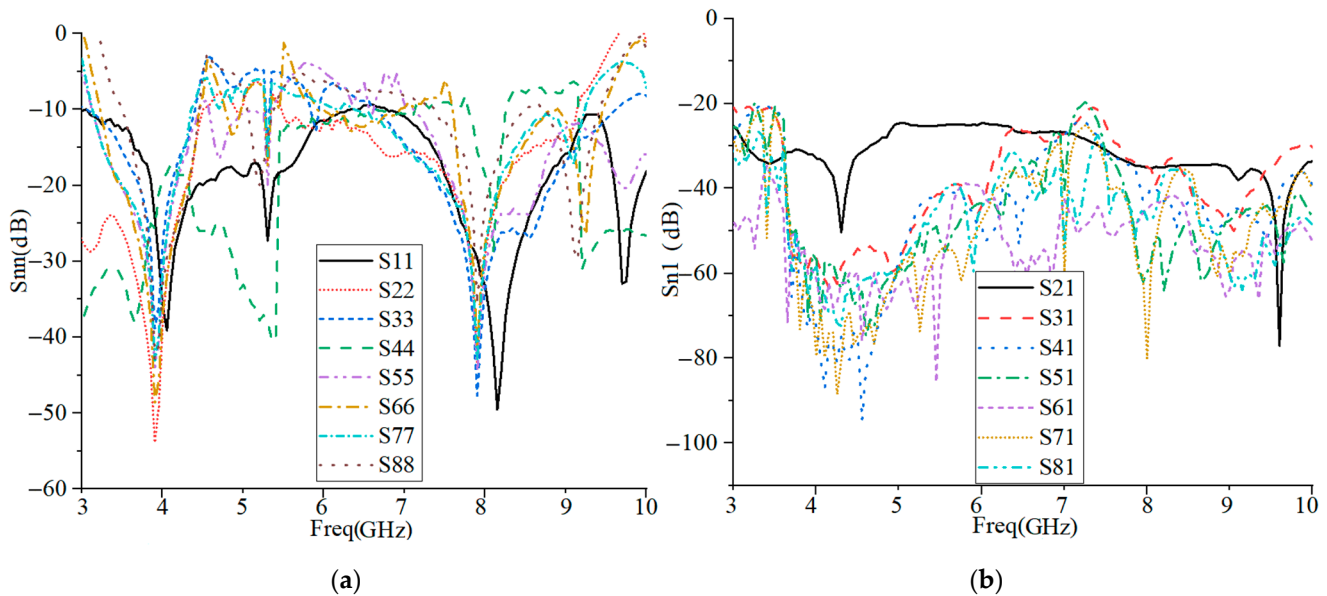 0
−10
−20
−30
−40
−50
−60
Snn(dB)
3 4 5 6 7 8 9 10
Freq(GHz)
S11
S22
S33
S44
S55
S66
S77
S88
(a)
0
−20
−40
−60
−80
−100
Sn1 (dB)
3 4 5 6 7 8 9 10
Freq(GHz)
S21
S31
S41
S51
S61
S71
S81
(b)